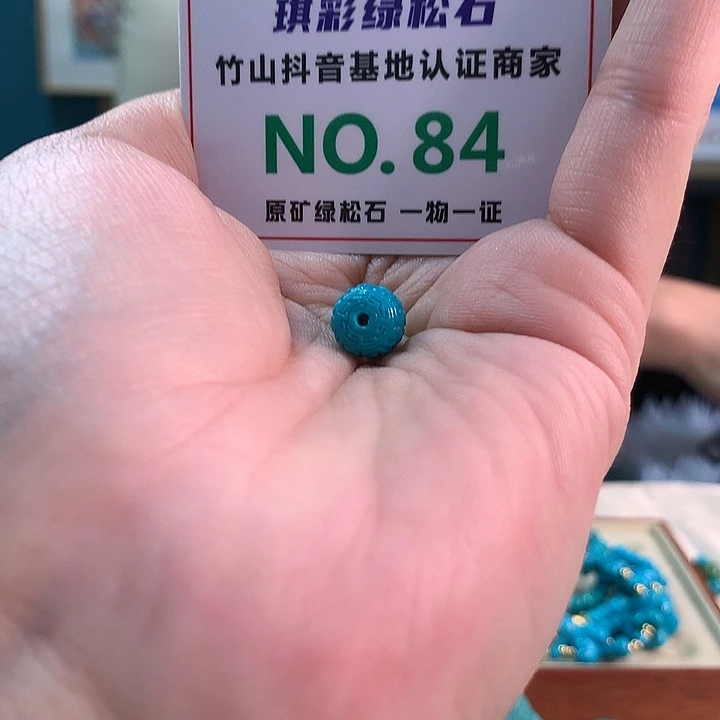 琪彩绿松石
竹山抖音基地认证商家
NO.84
原矿绿松石 一物一证